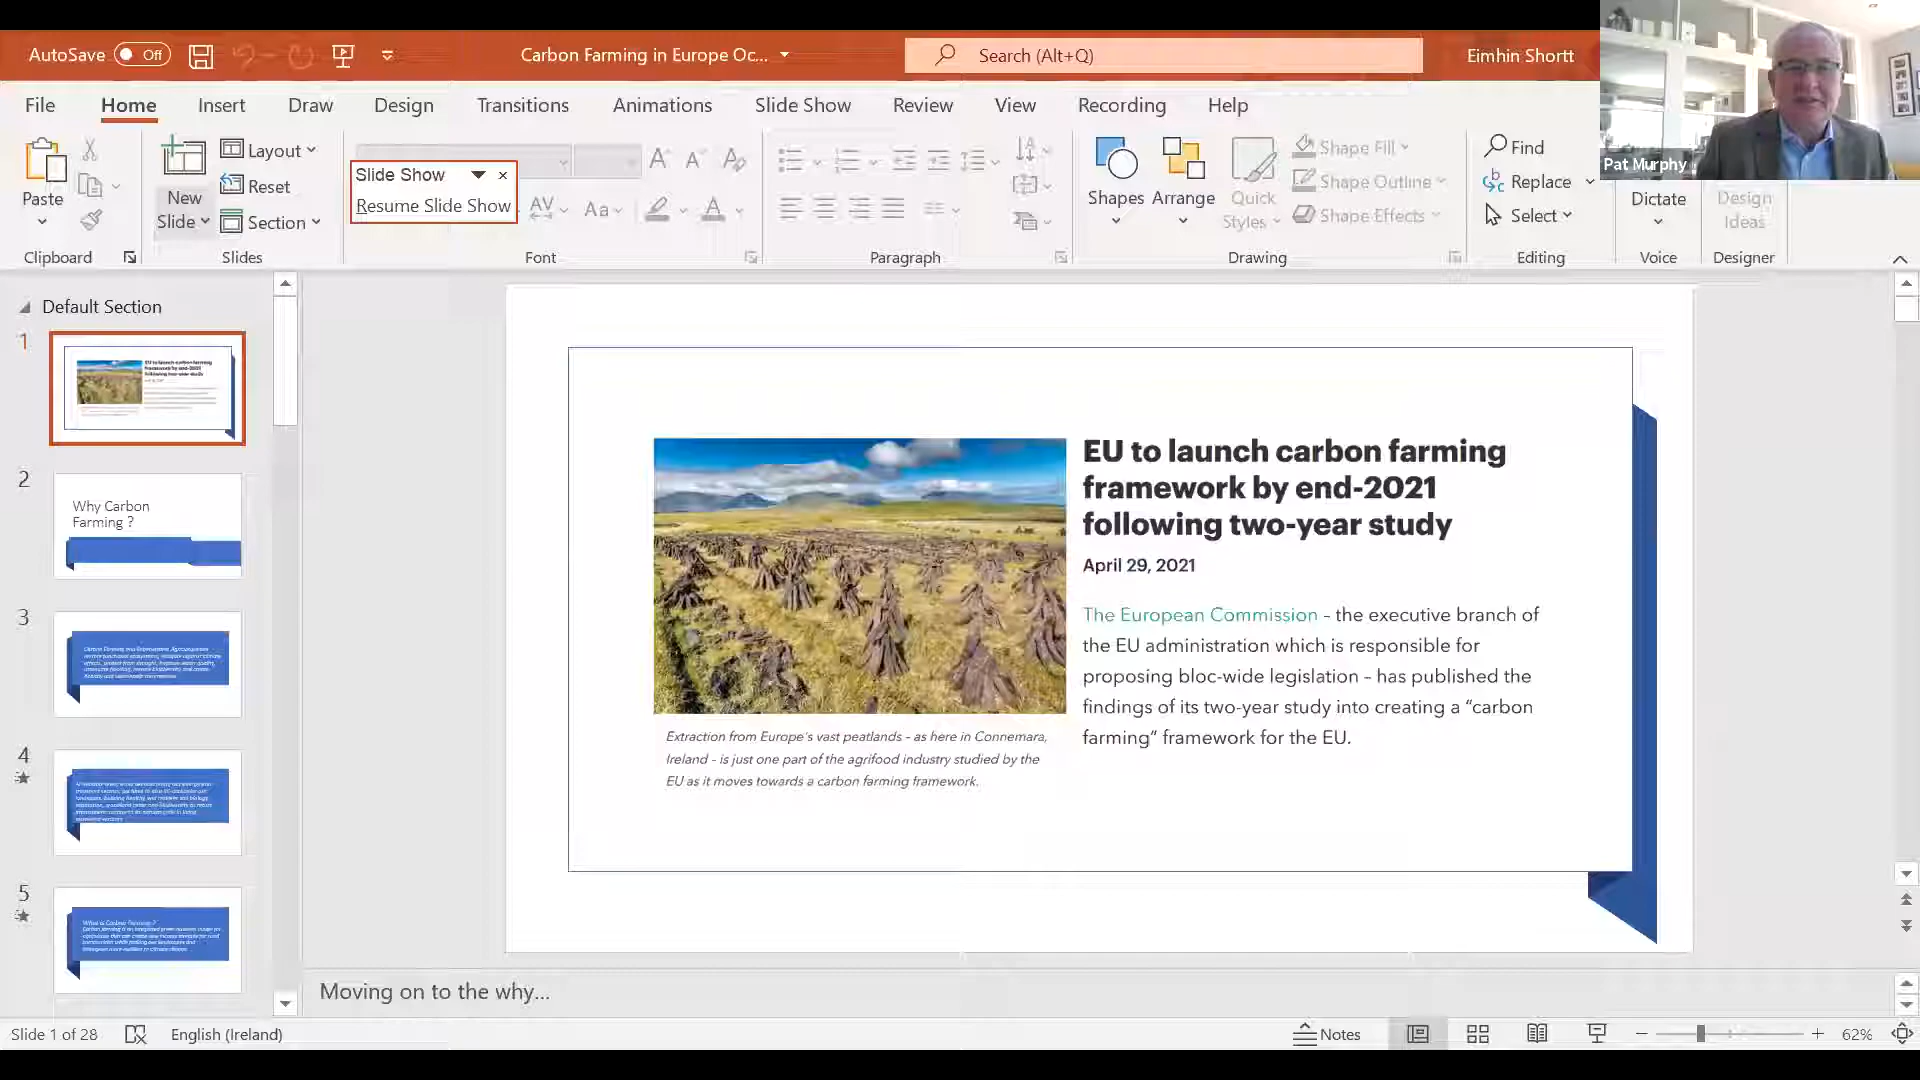 AutoSave Off
Carbon Farming in Europe Oc...
Search (Alt+Q)
Eimhin Shortt
Pat Murphy
File Home Insert Draw Design Transitions Animations Slide Show Review View Recording Help
Paste
New
Slide
Layout
Reset
Section
Slide Show
Resume Slide Show
Shapes
Arrange
Quick
Styles
Shape Fill
Shape Outline
Shape Effects
Find
Replace
Select
Dictate
Design
Ideas
Clipboard Slides Font Paragraph Drawing Editing Voice Designer
Default Section
1
2
Why Carbon
Farming ?
3
4
5
What is Carbon Farming ?
EU to launch carbon farming
framework by end-2021
following two-year study
April 29, 2021
The European Commission – the executive branch of
the EU administration which is responsible for
proposing bloc-wide legislation – has published the
findings of its two-year study into creating a “carbon
farming” framework for the EU.
Extraction from Europe's vast peatlands – as here in Connemara,
Ireland – is just one part of the agrifood industry studied by the
EU as it moves towards a carbon farming framework.
Moving on to the why...
Slide 1 of 28
English (Ireland)
Notes
62%